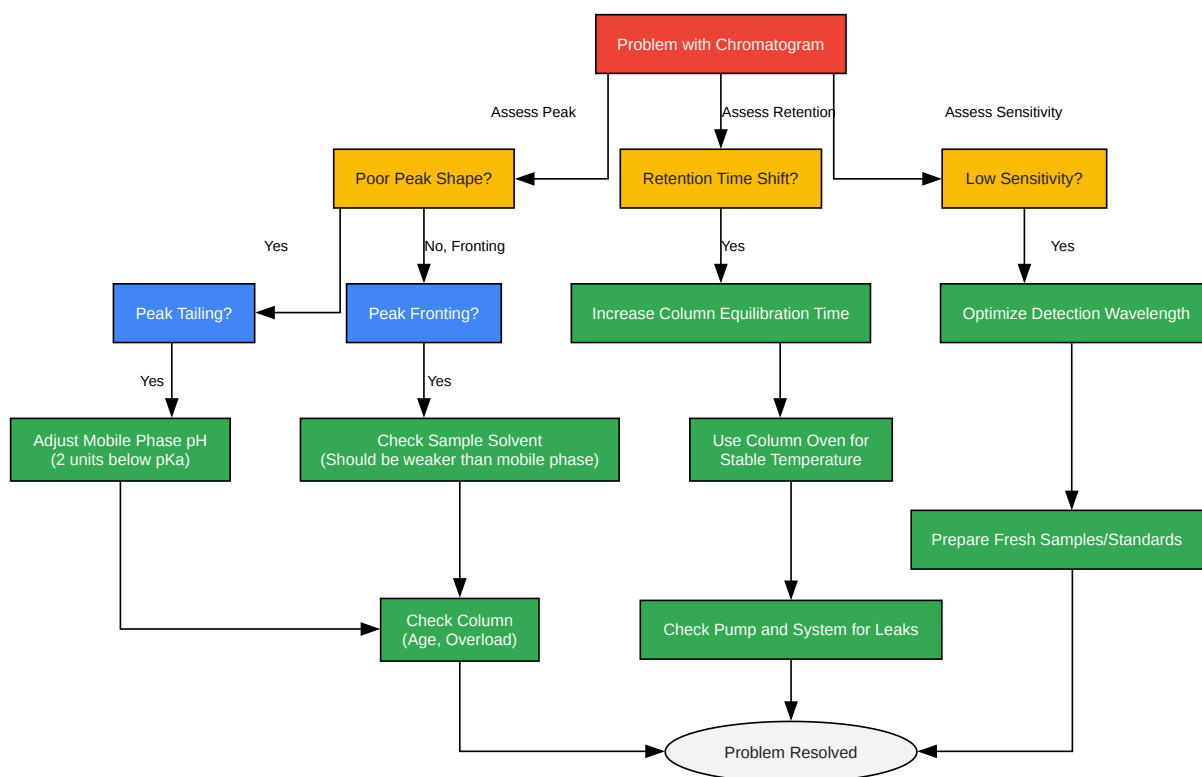 Problem with Chromatogram
Assess Peak
Assess Retention
Assess Sensitivity
Poor Peak Shape?
Retention Time Shift?
Low Sensitivity?
Yes
No, Fronting
Yes
Yes
Peak Tailing?
Peak Fronting?
Increase Column Equilibration Time
Optimize Detection Wavelength
Yes
Yes
Adjust Mobile Phase pH
(2 units below pKa)
Check Sample Solvent
(Should be weaker than mobile phase)
Use Column Oven for
Stable Temperature
Prepare Fresh Samples/Standards
Check Column
(Age, Overload)
Check Pump and System for Leaks
Problem Resolved